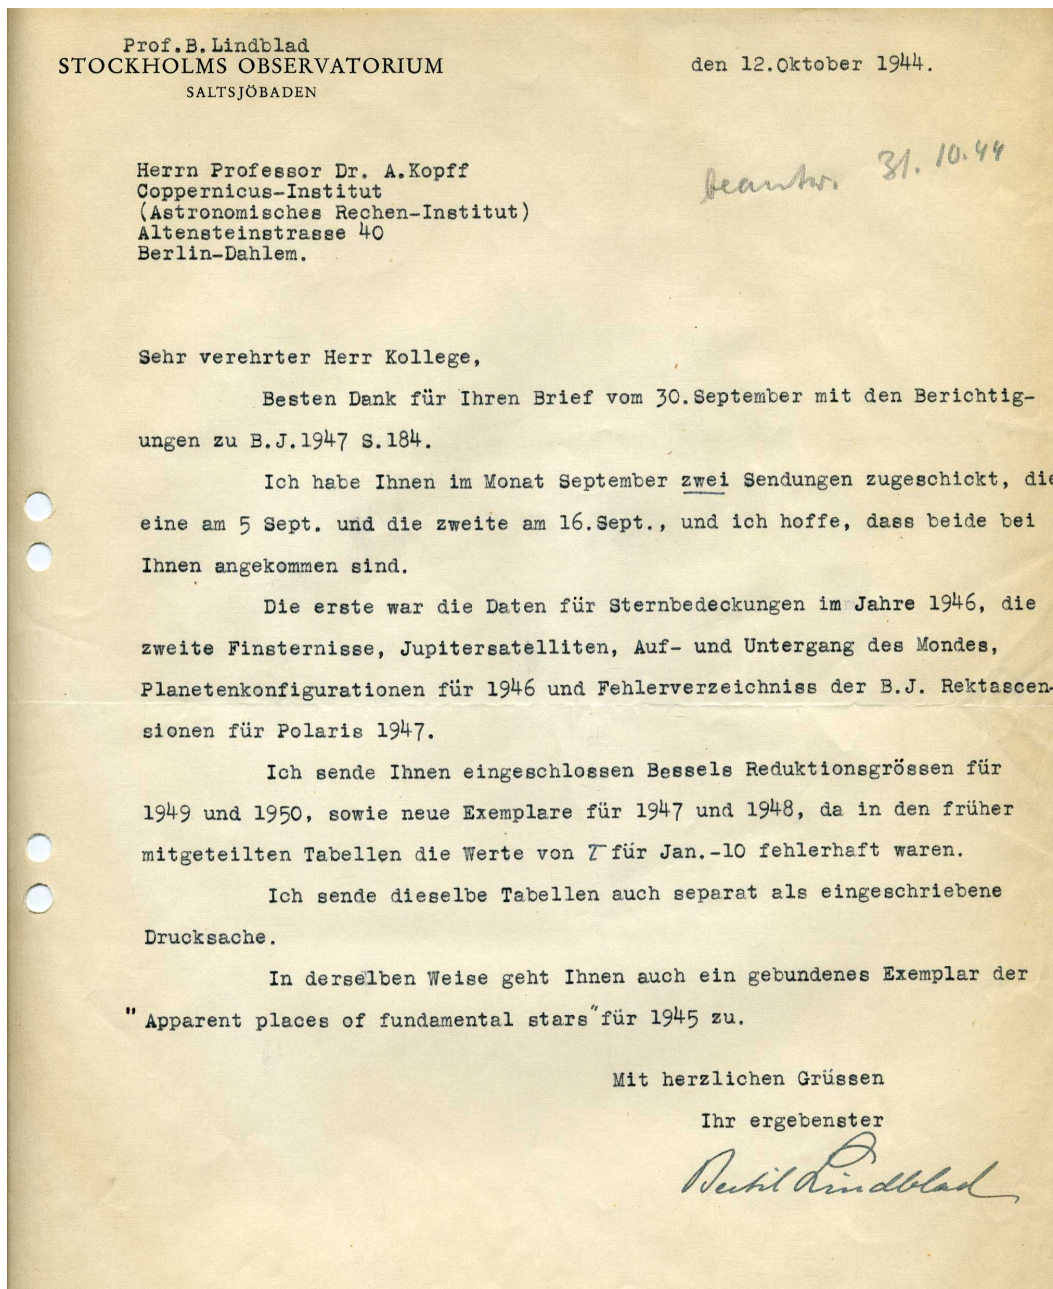 Prof.B.Lindblad
STOCKHOLMS OBSERVATORIUM
SALTSJÖBADEN
den 12.Oktober 1944.
beantw. 31.10.44
Herrn Professor Dr. A.Kopff
Coppernicus-Institut
(Astronomisches Rechen-Institut)
Altensteinstrasse 40
Berlin-Dahlem.
Sehr verehrter Herr Kollege,
Besten Dank für Ihren Brief vom 30.September mit den Berichtig-
ungen zu B.J.1947 S.184.
Ich habe Ihnen im Monat September zwei Sendungen zugeschickt, die
eine am 5 Sept. und die zweite am 16.Sept., und ich hoffe, dass beide bei
Ihnen angekommen sind.
Die erste war die Daten für Sternbedeckungen im Jahre 1946, die
zweite Finsternisse, Jupitersatelliten, Auf- und Untergang des Mondes,
Planetenkonfigurationen für 1946 und Fehlerverzeichniss der B.J. Rektascen-
sionen für Polaris 1947.
Ich sende Ihnen eingeschlossen Bessels Reduktionsgrössen für
1949 und 1950, sowie neue Exemplare für 1947 und 1948, da in den früher
mitgeteilten Tabellen die Werte von τ für Jan.-10 fehlerhaft waren.
Ich sende dieselbe Tabellen auch separat als eingeschriebene
Drucksache.
In derselben Weise geht Ihnen auch ein gebundenes Exemplar der
"Apparent places of fundamental stars" für 1945 zu.
Mit herzlichen Grüssen
Ihr ergebenster
Bertil Lindblad